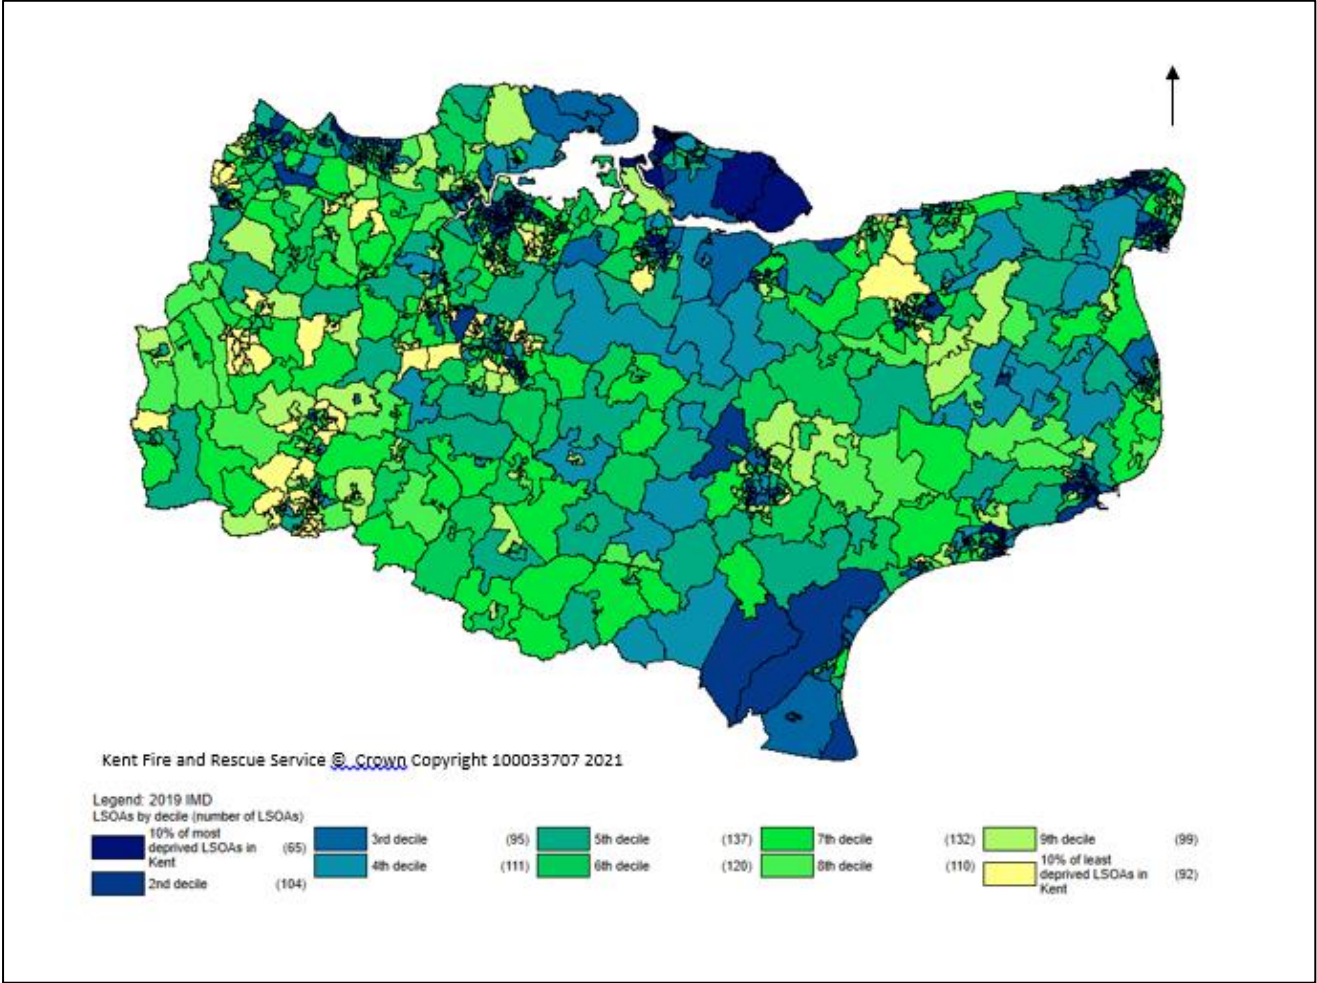 Kent Fire and Rescue Service © Crown Copyright 100033707 2021
Legend: 2019 IMD
LSOAs by decile (number of LSOAs)
10% of most
deprived LSOAs in (65)
Kent
2nd decile (104)
3rd decile (95)
4th decile (111)
5th decile (137)
6th decile (120)
7th decile (132)
8th decile (110)
9th decile (99)
10% of least
deprived LSOAs in (92)
Kent